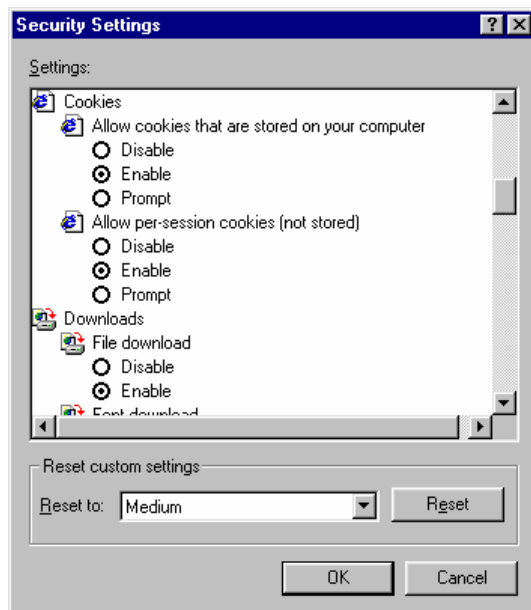 Security Settings
Settings:
Cookies
Allow cookies that are stored on your computer
Disable
Enable
Prompt
Allow per-session cookies (not stored)
Disable
Enable
Prompt
Downloads
File download
Disable
Enable
Font download
Reset custom settings
Reset to: Medium Reset
OK Cancel